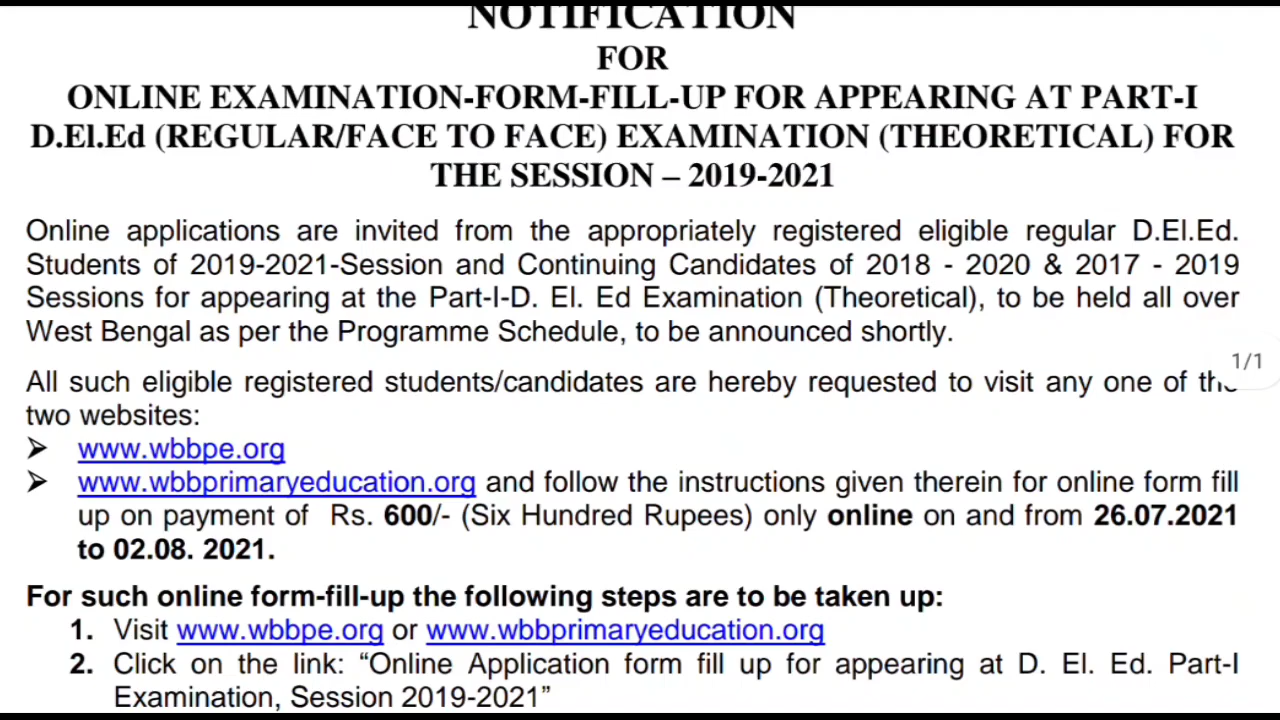 NOTIFICATION
FOR
ONLINE EXAMINATION-FORM-FILL-UP FOR APPEARING AT PART-I
D.El.Ed (REGULAR/FACE TO FACE) EXAMINATION (THEORETICAL) FOR
THE SESSION – 2019-2021
Online applications are invited from the appropriately registered eligible regular D.El.Ed.
Students of 2019-2021-Session and Continuing Candidates of 2018 - 2020 & 2017 - 2019
Sessions for appearing at the Part-I-D. El. Ed Examination (Theoretical), to be held all over
West Bengal as per the Programme Schedule, to be announced shortly.
1/1
All such eligible registered students/candidates are hereby requested to visit any one of the
two websites:
➢ www.wbbpe.org
➢ www.wbbprimaryeducation.org and follow the instructions given therein for online form fill
up on payment of Rs. 600/- (Six Hundred Rupees) only online on and from 26.07.2021
to 02.08. 2021.
For such online form-fill-up the following steps are to be taken up:
1. Visit www.wbbpe.org or www.wbbprimaryeducation.org
2. Click on the link: “Online Application form fill up for appearing at D. El. Ed. Part-I
Examination, Session 2019-2021”